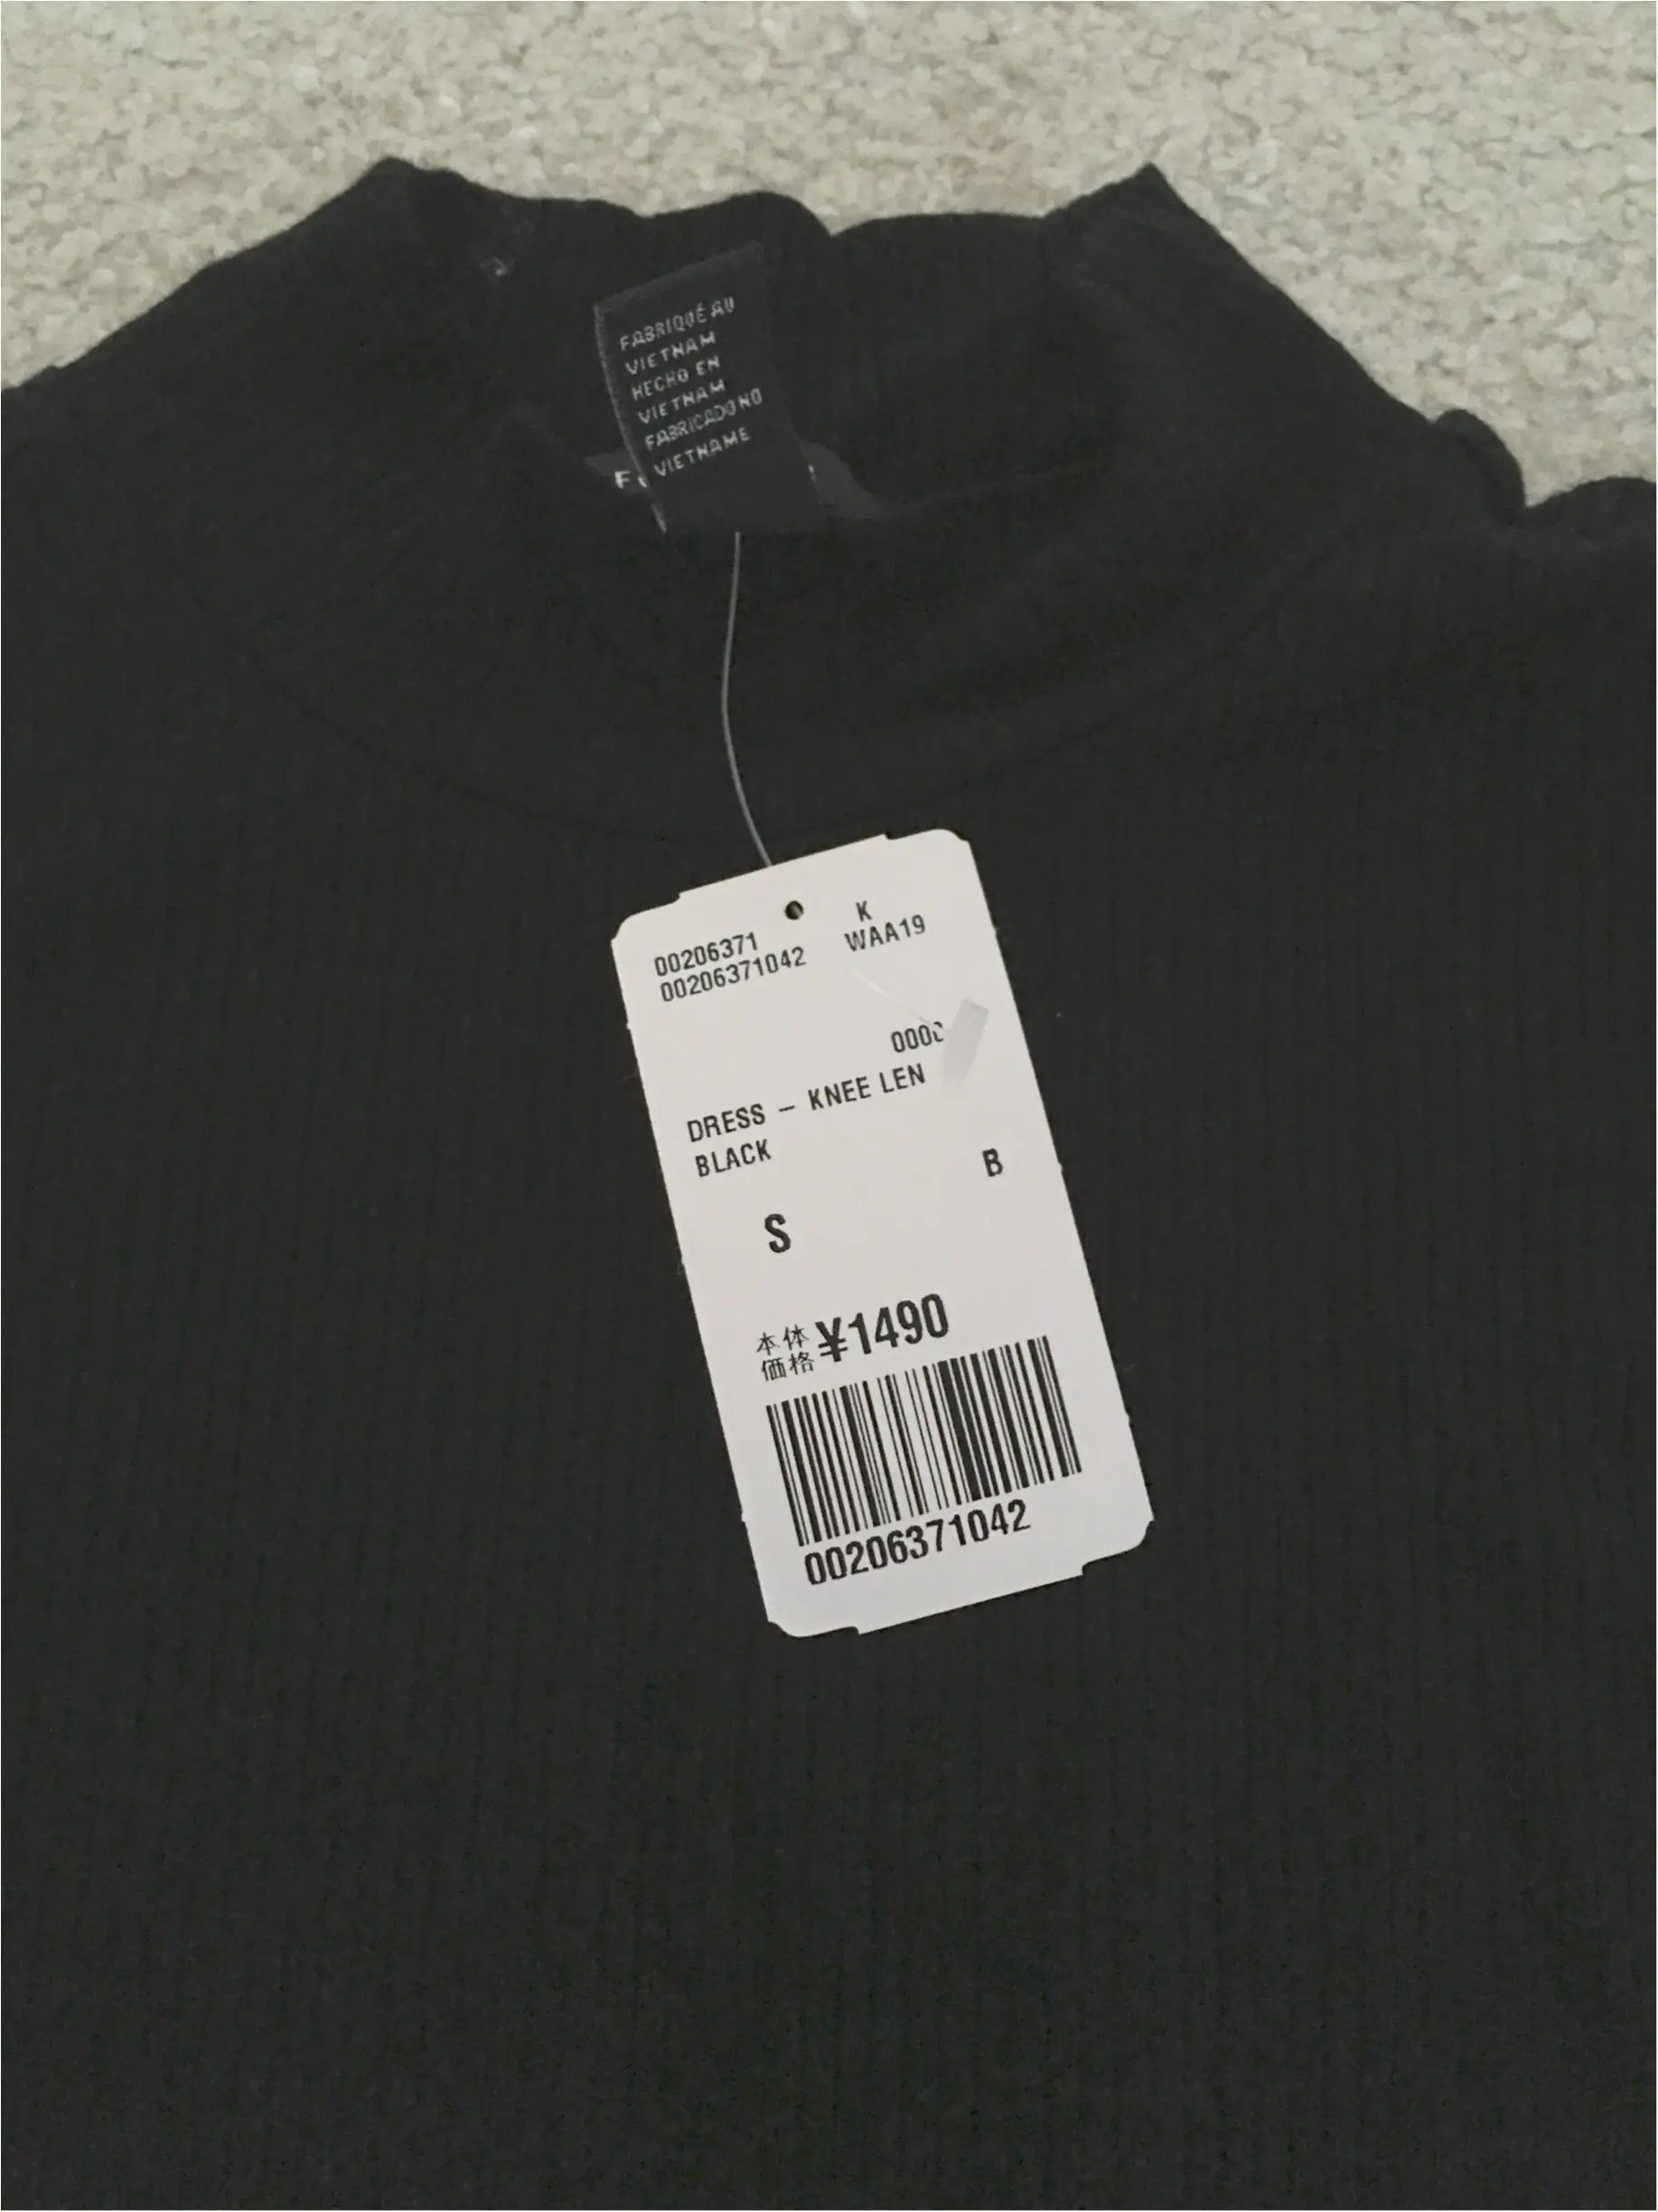 FABRIQUÉ AU
VIETNAM
HECHO EN
VIETNAM
FABRICADO NO
VIETNAME
K
00206371 WAA19
00206371042
000
DRESS – KNEE LEN
BLACK
B
S
本体
価格 ¥1490
00206371042